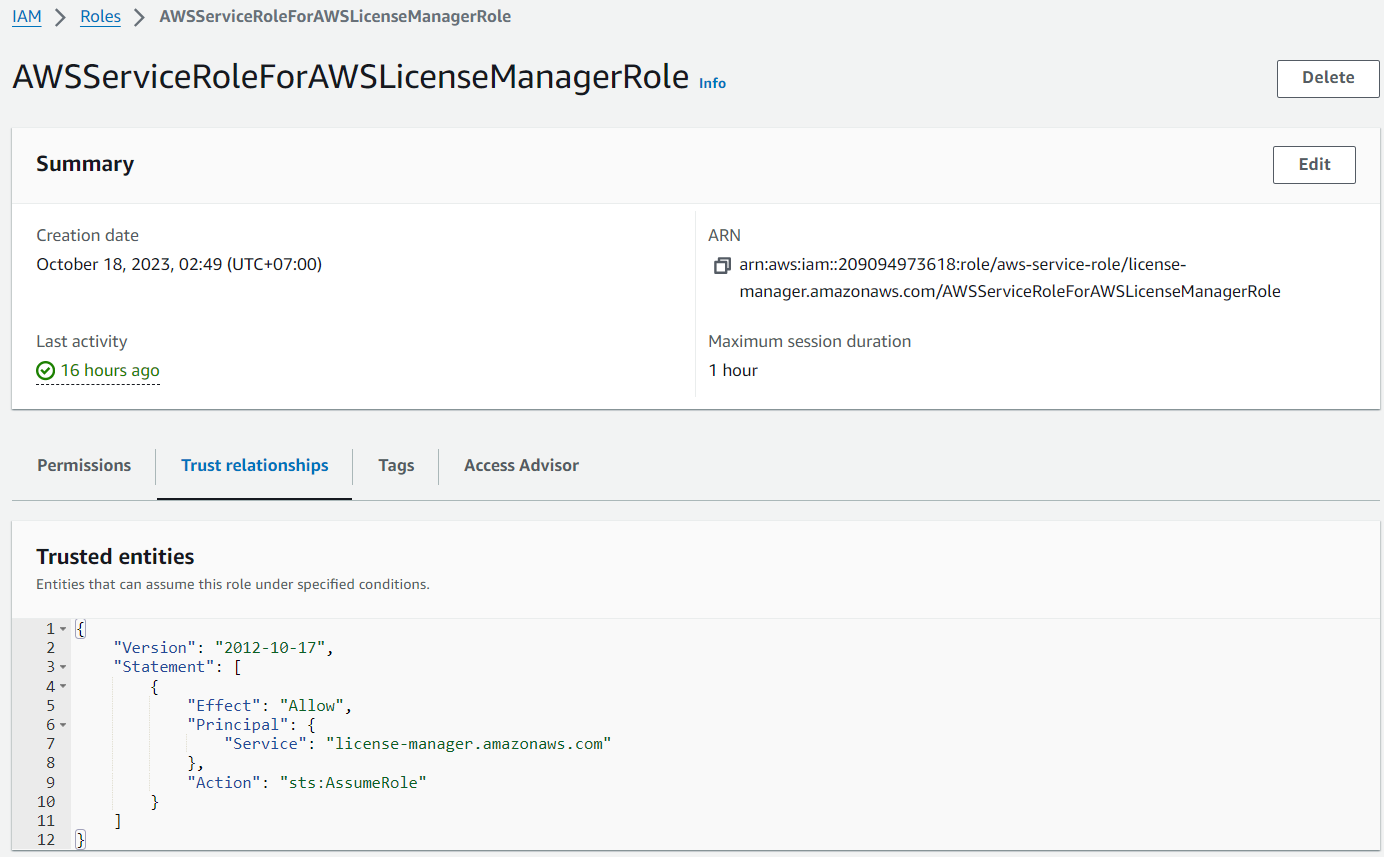 IAM > Roles > AWSServiceRoleForAWSLicenseManagerRole
AWSServiceRoleForAWSLicenseManagerRole Info
Delete
Summary
Edit
Creation date
October 18, 2023, 02:49 (UTC+07:00)
ARN
arn:aws:iam::209094973618:role/aws-service-role/license-
manager.amazonaws.com/AWSServiceRoleForAWSLicenseManagerRole
Last activity
16 hours ago
Maximum session duration
1 hour
Permissions
Trust relationships
Tags
Access Advisor
Trusted entities
Entities that can assume this role under specified conditions.
1 {
2     "Version": "2012-10-17",
3     "Statement": [
4         {
5             "Effect": "Allow",
6             "Principal": {
7                 "Service": "license-manager.amazonaws.com"
8             },
9             "Action": "sts:AssumeRole"
10         }
11     ]
12 }